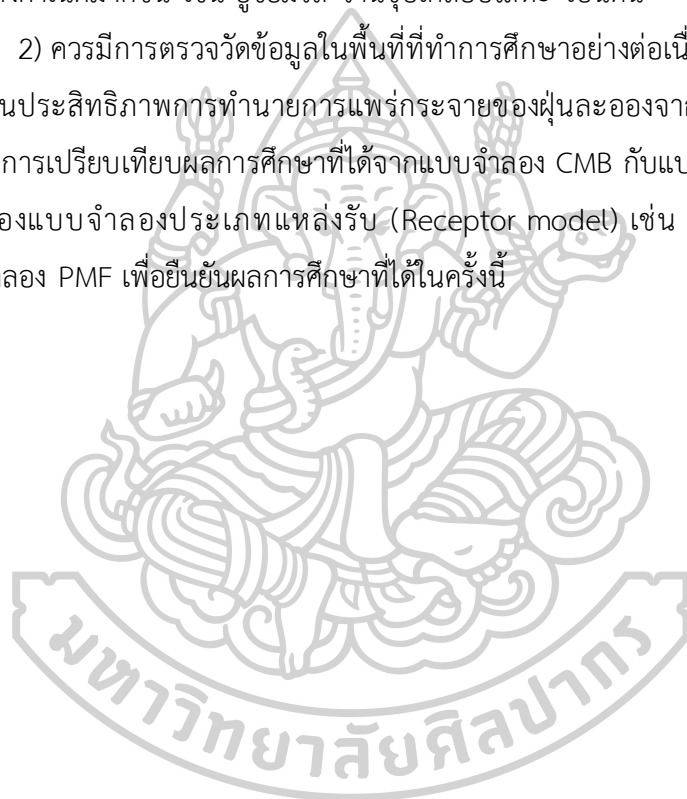 2) ควรมีการตรวจวัดข้อมูลในพื้นที่ที่ทำการศึกษาอย่างต่อเนื่
ประสิทธิภาพการทำนายการแพร่กระจายของฝุ่นละอองจาก
การเปรียบเทียบผลการศึกษาที่ได้จากแบบจำลอง CMB กับแบบ
องแบบจำลองประเภทแหล่งรับ (Receptor model) เช่น
ลอง PMF เพื่อยืนยันผลการศึกษาที่ได้ในครั้งนี้
มหาวิทยาลัยศิลปากร